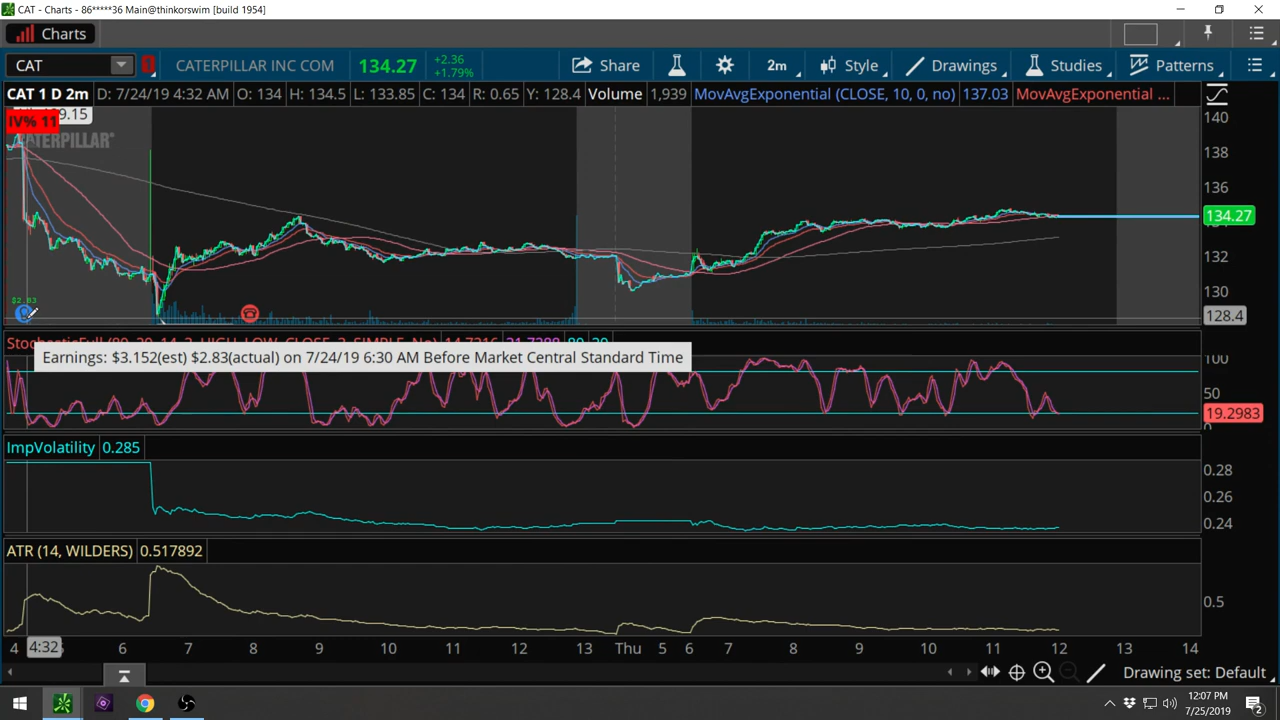 CAT - Charts - 86*****36 Main@thinkorswim [build 1954]
Charts
CAT 1 CATERPILLAR INC COM 134.27 +2.36 +1.79% Share 2m Style Drawings Studies Patterns
CAT 1 D 2m D: 7/24/19 4:32 AM O: 134 H: 134.5 L: 133.85 C: 134 R: 0.65 Y: 128.4 Volume 1,939 MovAvgExponential (CLOSE, 10, 0, no) 137.03 MovAvgExponential ...
IV% 11
CATERPILLAR
140
138
136
134.27
132
130
128.4
$2.83
Earnings: $3.152(est) $2.83(actual) on 7/24/19 6:30 AM Before Market Central Standard Time
100
50
19.2983
ImpVolatility 0.285
0.28
0.26
0.24
ATR (14, WILDERS) 0.517892
0.5
4 4:32 6 7 8 9 10 11 12 13 Thu 5 6 7 8 9 10 11 12 13 14
Drawing set: Default
12:07 PM
7/25/2019
2